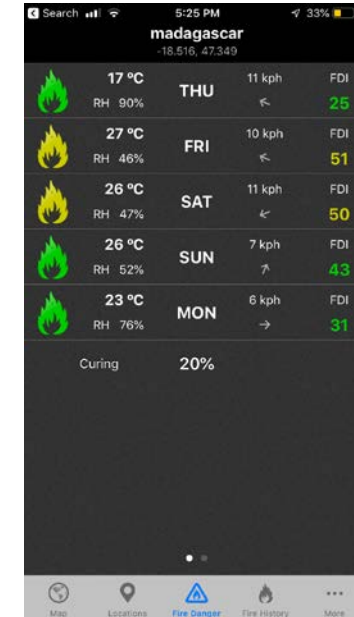 Search 5:25 PM 33%
madagascar
-18.516, 47.349
17 ºC THU 11 kph FDI
RH 90% 25
27 ºC FRI 10 kph FDI
RH 46% 51
26 ºC SAT 11 kph FDI
RH 47% 50
26 ºC SUN 7 kph FDI
RH 52% 43
23 ºC MON 6 kph FDI
RH 76% 31
Curing 20%
Map Locations Fire Danger Fire History More